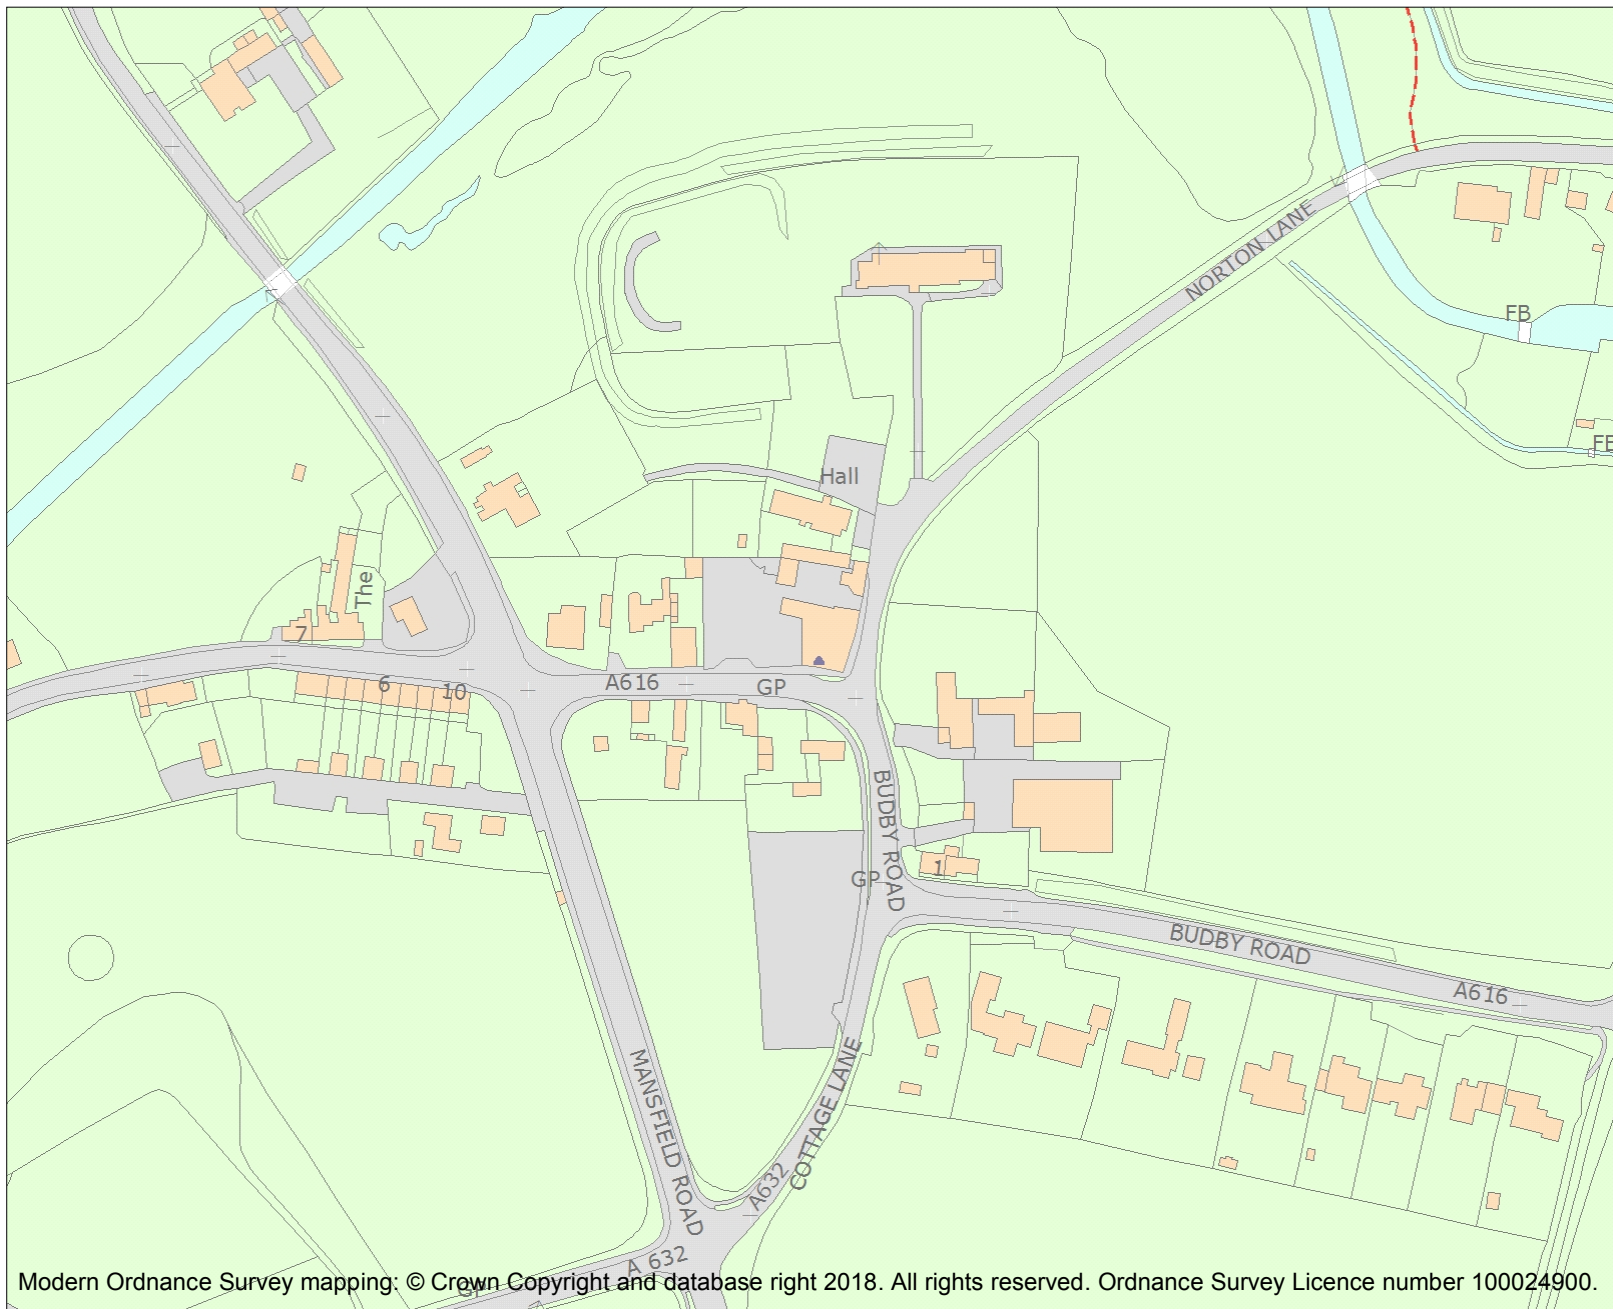 NORTON LANE
FB
FB
Hall
The
7
6
10
A616
GP
BUDBY ROAD
GP
1
BUDBY ROAD
A616
MANSFIELD ROAD
COTTAGE LANE
A632
A 632
GP
Modern Ordnance Survey mapping: © Crown Copyright and database right 2018. All rights reserved. Ordnance Survey Licence number 100024900.